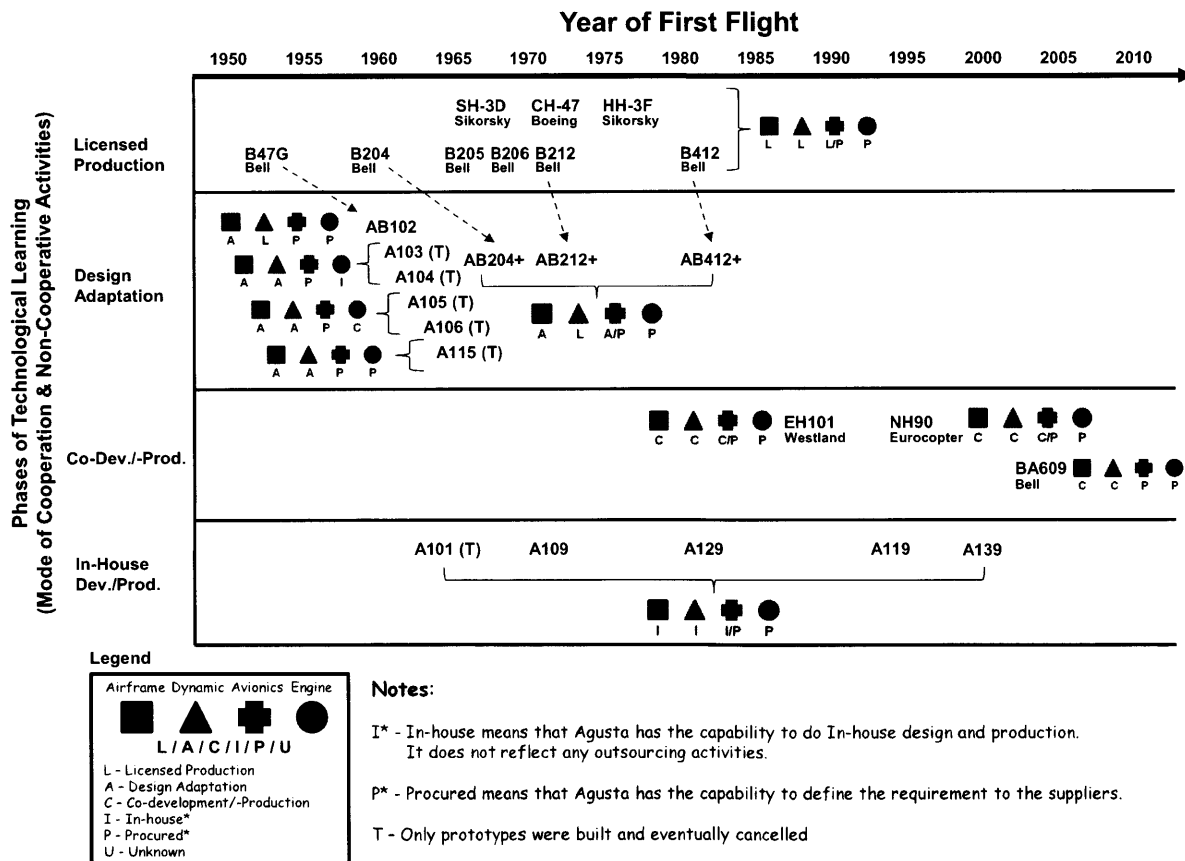 Year of First Flight
1950 1955 1960 1965 1970 1975 1980 1985 1990 1995 2000 2005 2010
Phases of Technological Learning
(Mode of Cooperation & Non-Cooperative Activities)
SH-3D CH-47 HH-3F
Sikorsky Boeing Sikorsky
L L L/P P
Licensed
Production
B47G B204 B205 B206 B212 B412
Bell Bell Bell Bell Bell Bell
A L P P
AB102
A103 (T)
A A P I
A104 (T)
AB204+ AB212+ AB412+
Design
Adaptation
A105 (T)
A A P C
A106 (T)
A L A/P P
A115 (T)
A A P P
Co-Dev./-Prod.
C C C/P P
EH101
Westland
NH90
Eurocopter
C C C/P P
BA609
Bell
C C P P
In-House
Dev./Prod.
A101 (T) A109 A129 A119 A139
I I I/P P
Legend
Airframe Dynamic Avionics Engine
L / A / C / I / P / U
L - Licensed Production
A - Design Adaptation
C - Co-development/-Production
I - In-house*
P - Procured*
U - Unknown
Notes:
I* - In-house means that Agusta has the capability to do In-house design and production.
It does not reflect any outsourcing activities.
P* - Procured means that Agusta has the capability to define the requirement to the suppliers.
T - Only prototypes were built and eventually cancelled